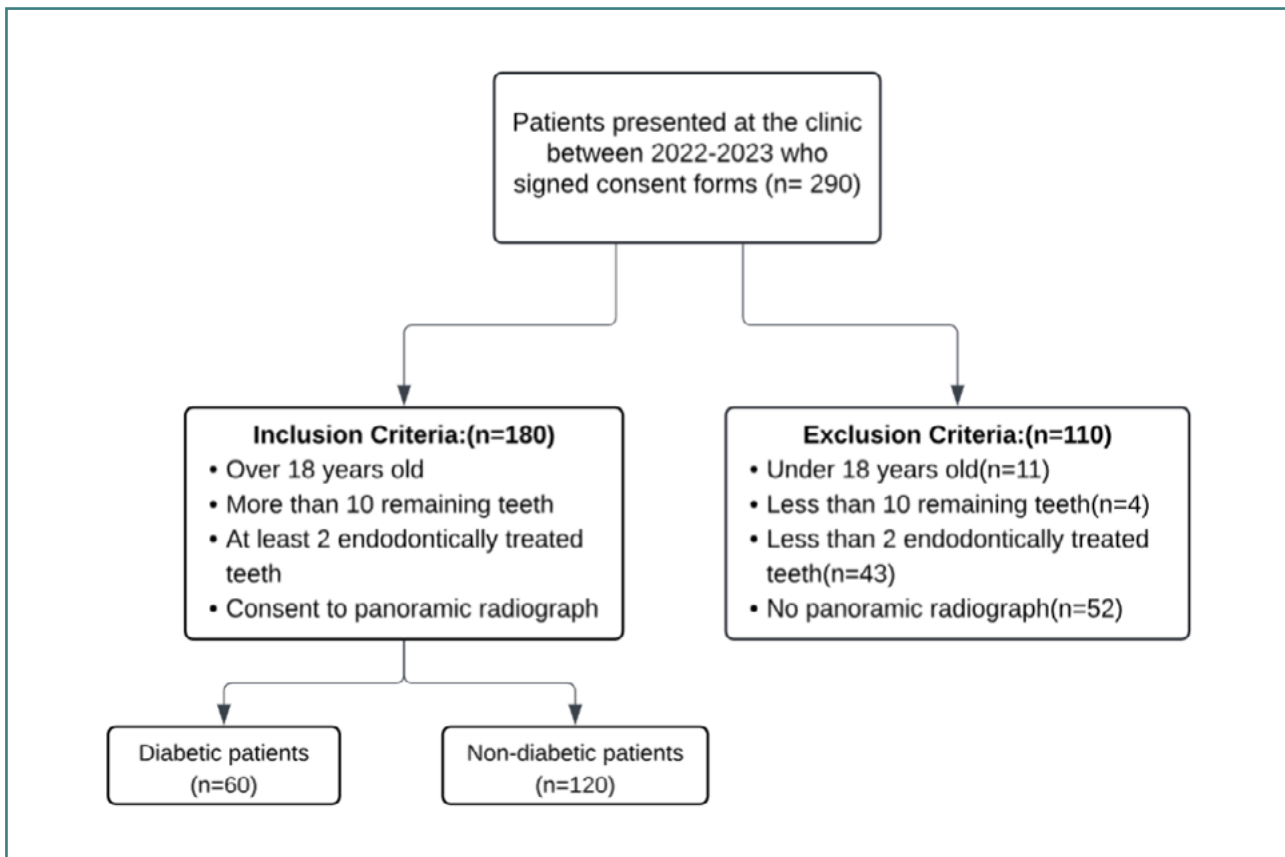 Patients presented at the clinic
between 2022-2023 who
signed consent forms (n= 290)
Inclusion Criteria:(n=180)
• Over 18 years old
• More than 10 remaining teeth
• At least 2 endodontically treated
teeth
• Consent to panoramic radiograph
Exclusion Criteria:(n=110)
• Under 18 years old(n=11)
• Less than 10 remaining teeth(n=4)
• Less than 2 endodontically treated
teeth(n=43)
• No panoramic radiograph(n=52)
Diabetic patients
(n=60)
Non-diabetic patients
(n=120)